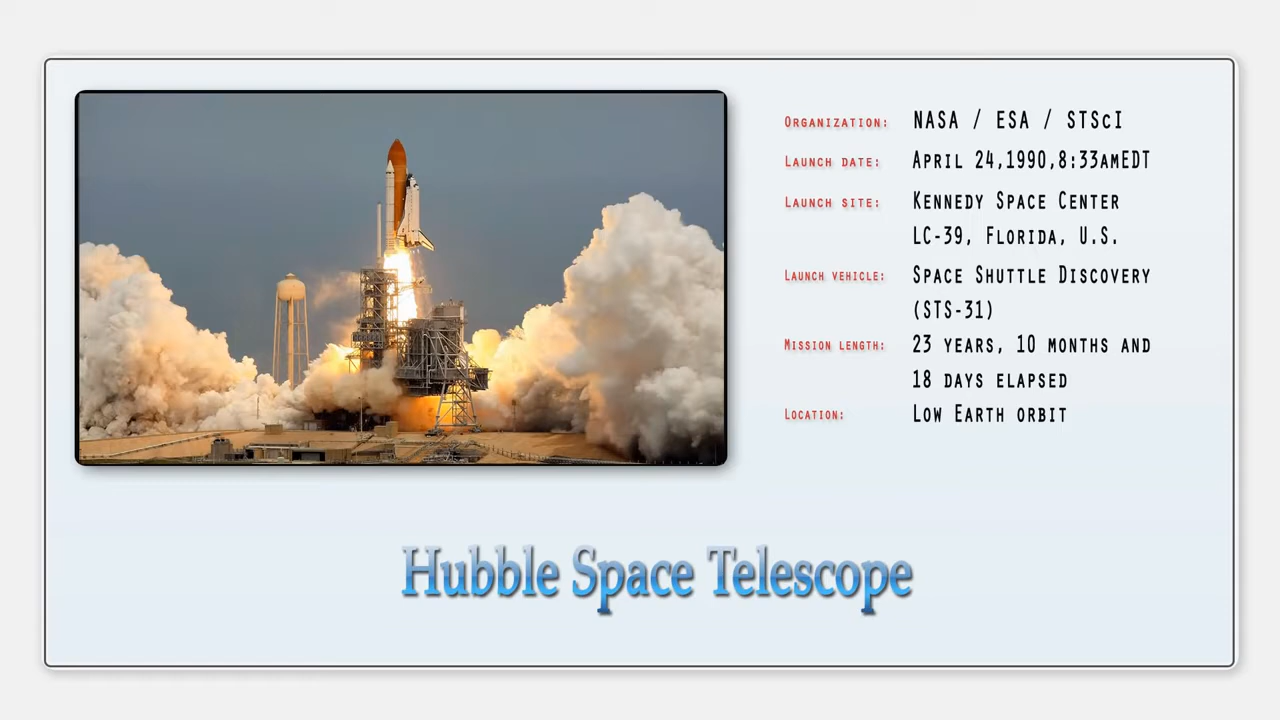 Organization: NASA / ESA / STScI
Launch date: April 24,1990,8:33amEDT
Launch site: Kennedy Space Center
LC-39, Florida, U.S.
Launch vehicle: Space Shuttle Discovery
(STS-31)
Mission length: 23 years, 10 months and
18 days elapsed
Location: Low Earth orbit
Hubble Space Telescope